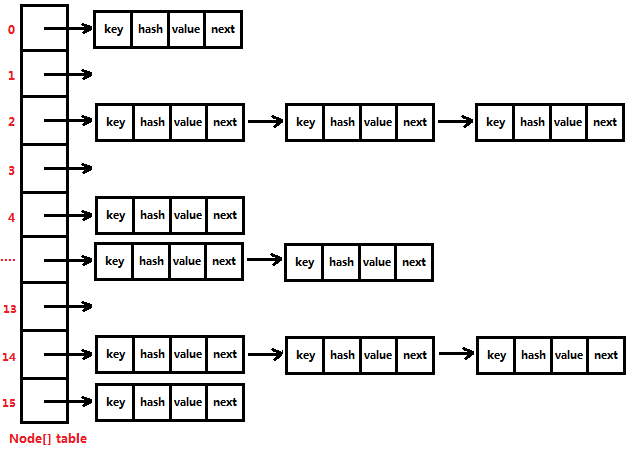 0 key hash value next
1
2 key hash value next key hash value next key hash value next
3
4 key hash value next
.... key hash value next key hash value next
13
14 key hash value next key hash value next key hash value next
15 key hash value next
Node[] table